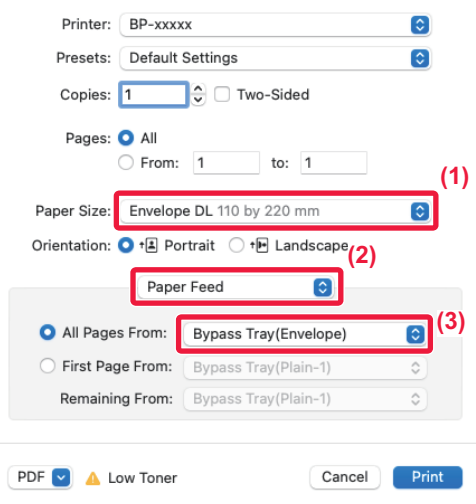 Printer: BP-xxxxx
Presets: Default Settings
Copies: 1 Two-Sided
Pages: All
From: 1 to: 1
(1)
Paper Size: Envelope DL 110 by 220 mm
Orientation: Portrait Landscape
(2)
Paper Feed
(3)
All Pages From: Bypass Tray(Envelope)
First Page From: Bypass Tray(Plain-1)
Remaining From: Bypass Tray(Plain-1)
PDF Low Toner Cancel Print